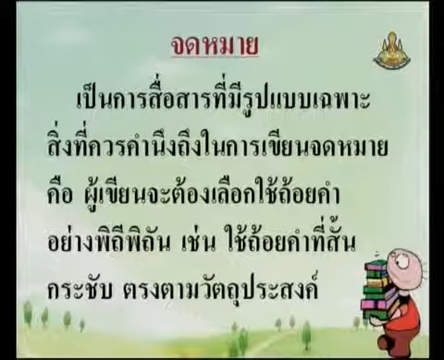 จดหมาย
เป็นการสื่อสารที่มีรูปแบบเฉพาะ
สิ่งที่ควรคำนึงถึงในการเขียนจดหมาย
คือ ผู้เขียนจะต้องเลือกใช้ถ้อยคำ
อย่างพิถีพิถัน เช่น ใช้ถ้อยคำที่สั้น
กระชับ ตรงตามวัตถุประสงค์